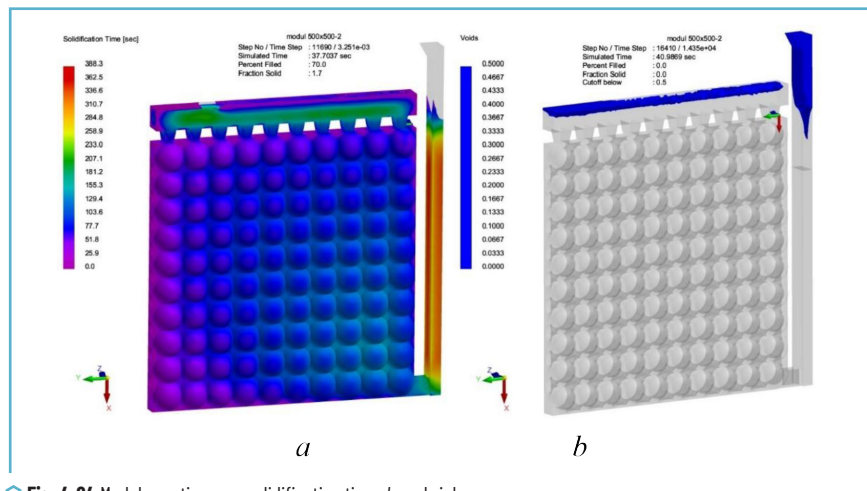 modul 500x500-2
Solidification Time [sec]
Step No / Time Step : 11690 / 3.251e-03
Simulated Time : 37.7037 sec
Percent Filled : 70.0
Fraction Solid : 1.7
388.3
362.5
336.6
310.7
284.8
258.9
233.0
207.1
181.2
155.3
129.4
103.6
77.7
51.8
25.9
0.0
Z
Y
X
a
modul 500x500-2
Voids
Step No / Time Step : 16410 / 1.435e+04
Simulated Time : 40.9869 sec
Percent Filled : 0.0
Fraction Solid : 0.0
Cutoff below : 0.5
0.5000
0.4667
0.4333
0.4000
0.3667
0.3333
0.3000
0.2667
0.2333
0.2000
0.1667
0.1333
0.1000
0.0667
0.0333
0.0000
Z
Y
X
b